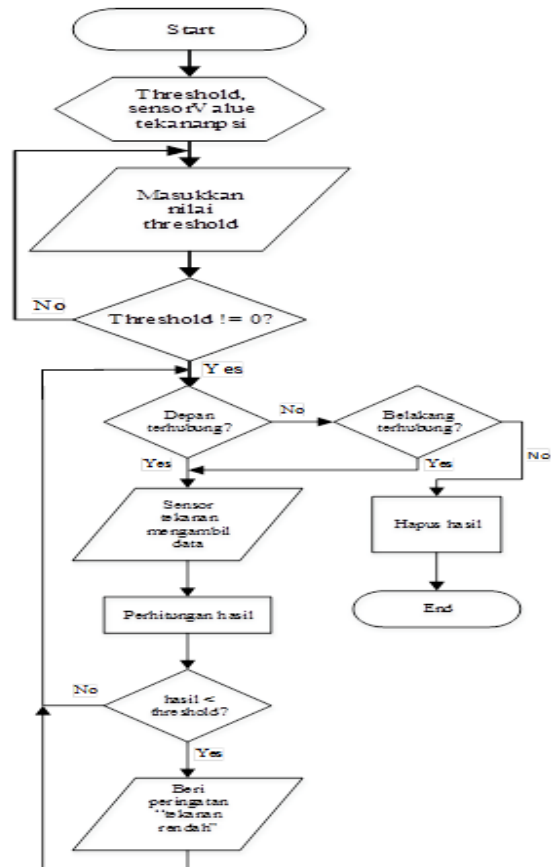 Start
Threshold,
sensorValue
tekananpsi
Masukkan
nilai
threshold
No
Threshold != 0?
Yes
Depan
terhubung?
No
Belakang
terhubung?
Yes
Yes
No
Sensor
tekanan
mengambil
data
Hapus hasil
Perhitungan hasil
End
No
hasil <
threshold?
Yes
Beri
peringatan
"tekanan
rendah"